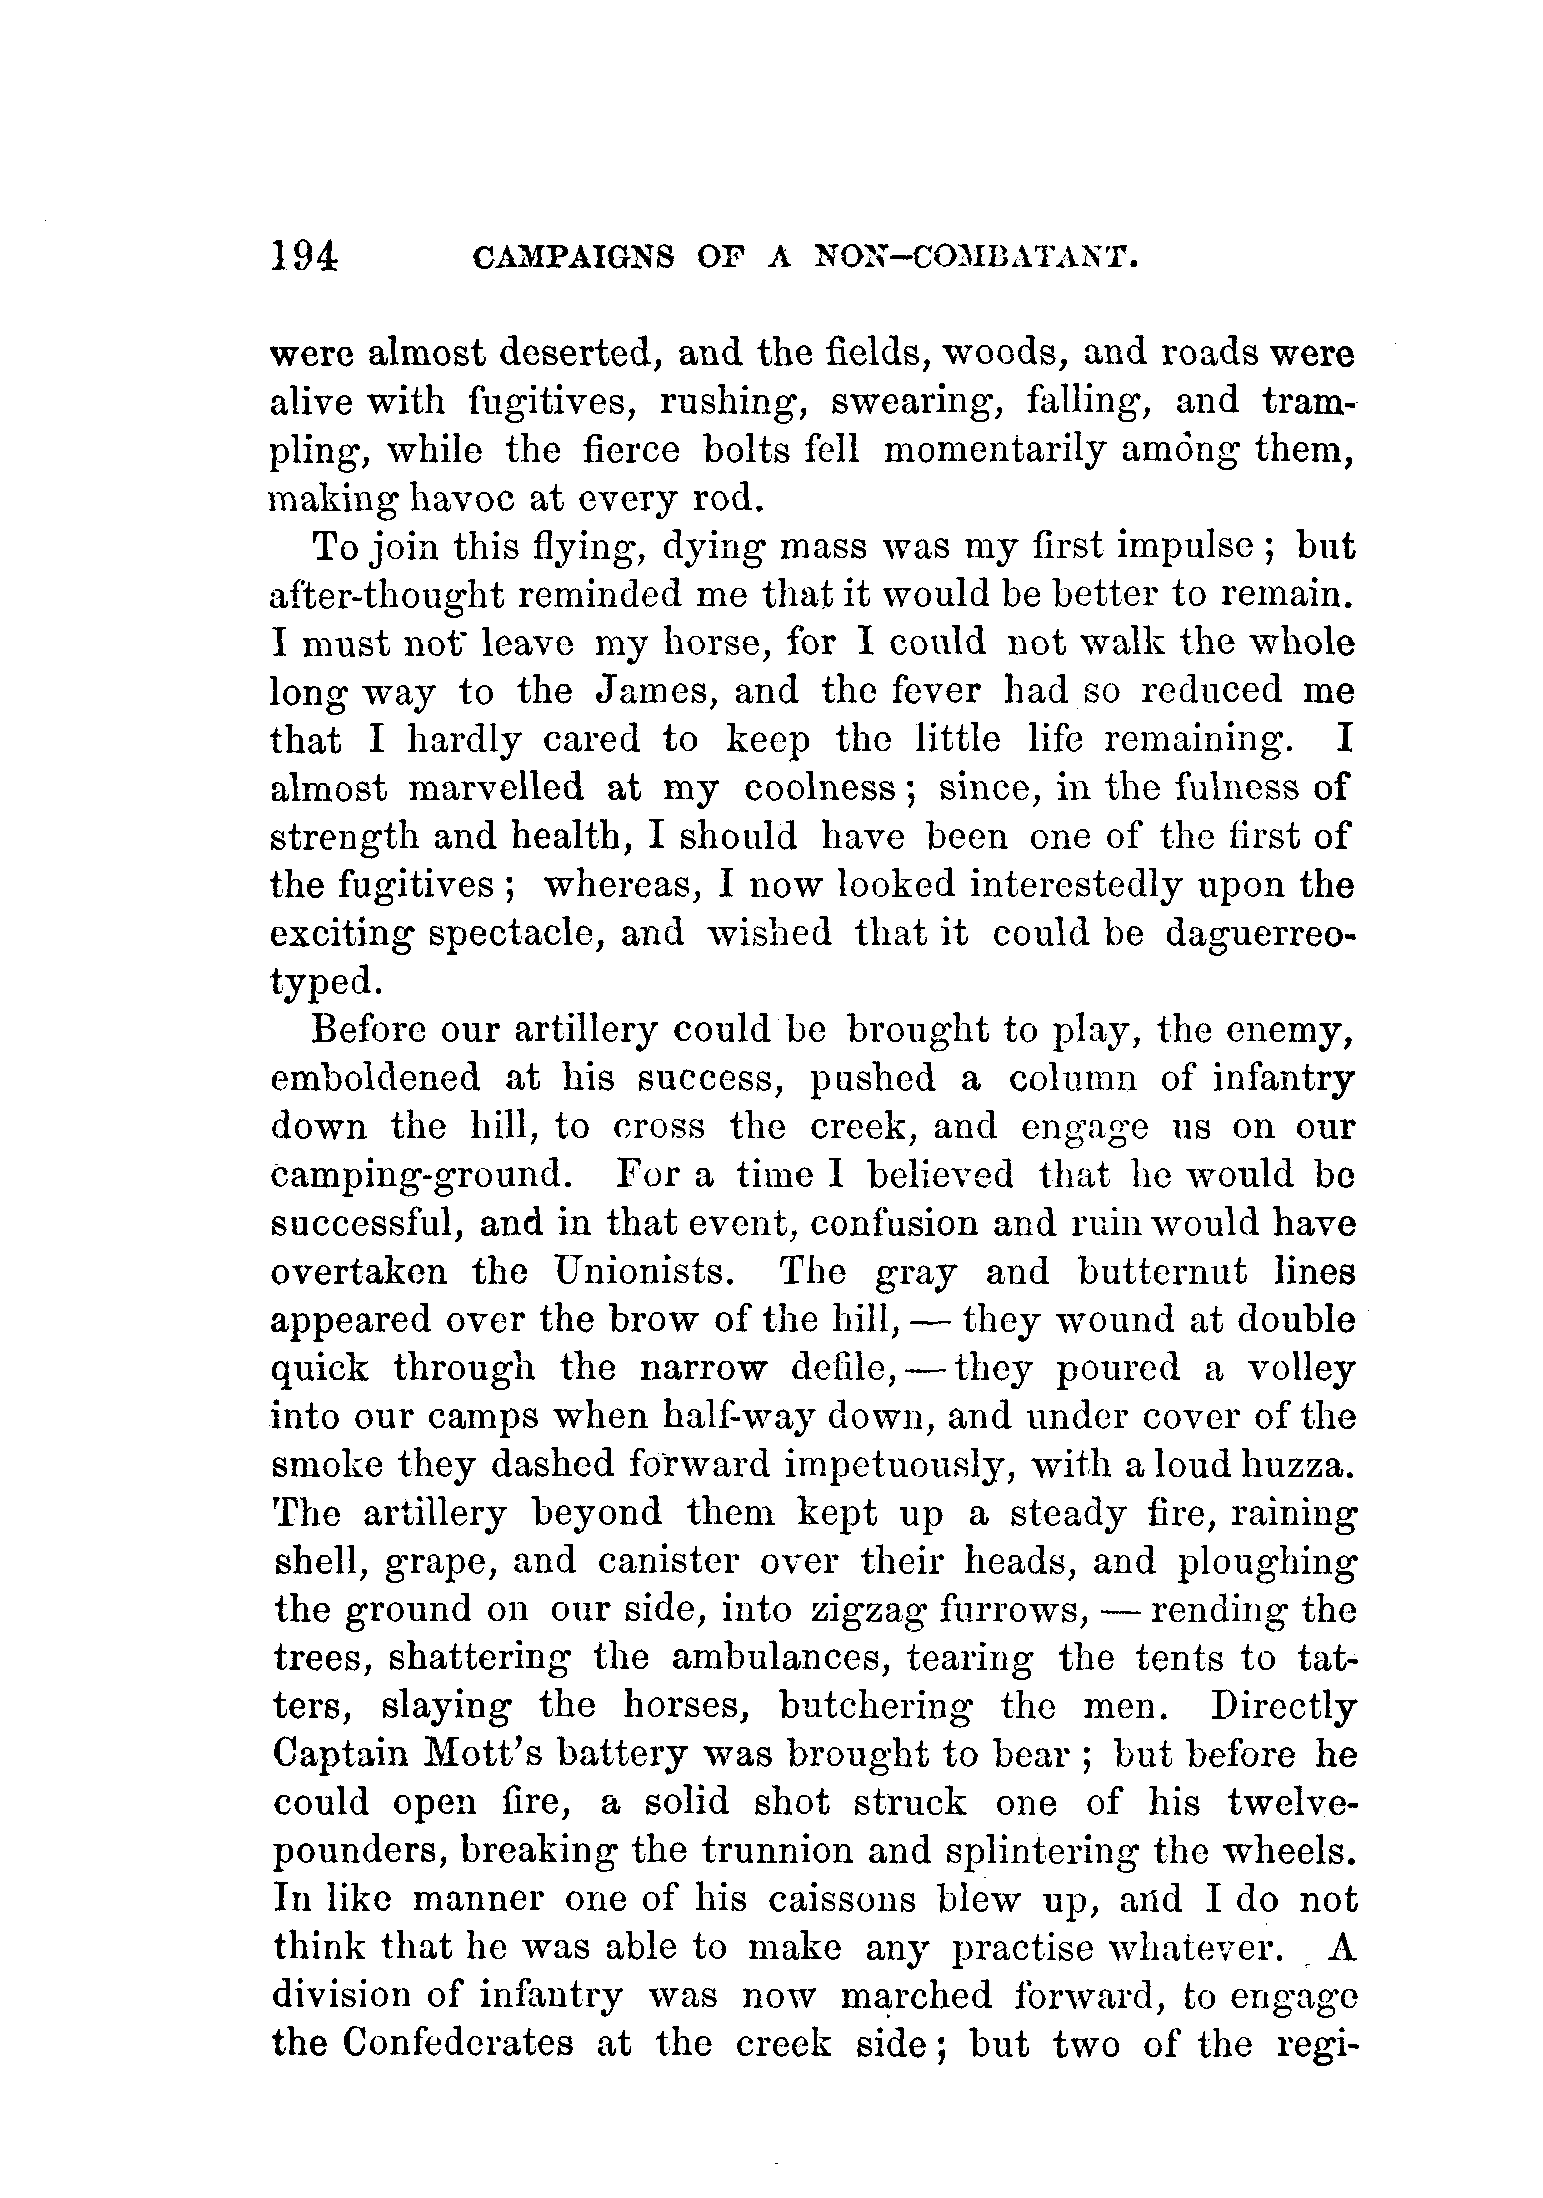 194 CAMPAIGNS OF A NON-COMBATANT.
were almost deserted, and the fields, woods, and roads were
alive with fugitives, rushing, swearing, falling, and tram-
pling, while the fierce bolts fell momentarily among them,
making havoc at every rod.
To join this flying, dying mass was my first impulse ; but
after-thought reminded me that it would be better to remain.
I must not leave my horse, for I could not walk the whole
long way to the James, and the fever had so reduced me
that I hardly cared to keep the little life remaining. I
almost marvelled at my coolness ; since, in the fulness of
strength and health, I should have been one of the first of
the fugitives ; whereas, I now looked interestedly upon the
exciting spectacle, and wished that it could be daguerreo-
typed.
Before our artillery could be brought to play, the enemy,
emboldened at his success, pushed a column of infantry
down the hill, to cross the creek, and engage us on our
camping-ground. For a time I believed that he would be
successful, and in that event, confusion and ruin would have
overtaken the Unionists. The gray and butternut lines
appeared over the brow of the hill, — they wound at double
quick through the narrow defile, — they poured a volley
into our camps when half-way down, and under cover of the
smoke they dashed forward impetuously, with a loud huzza.
The artillery beyond them kept up a steady fire, raining
shell, grape, and canister over their heads, and ploughing
the ground on our side, into zigzag furrows, — rending the
trees, shattering the ambulances, tearing the tents to tat-
ters, slaying the horses, butchering the men. Directly
Captain Mott's battery was brought to bear ; but before he
could open fire, a solid shot struck one of his twelve-
pounders, breaking the trunnion and splintering the wheels.
In like manner one of his caissons blew up, and I do not
think that he was able to make any practise whatever. A
division of infantry was now marched forward, to engage
the Confederates at the creek side ; but two of the regi-